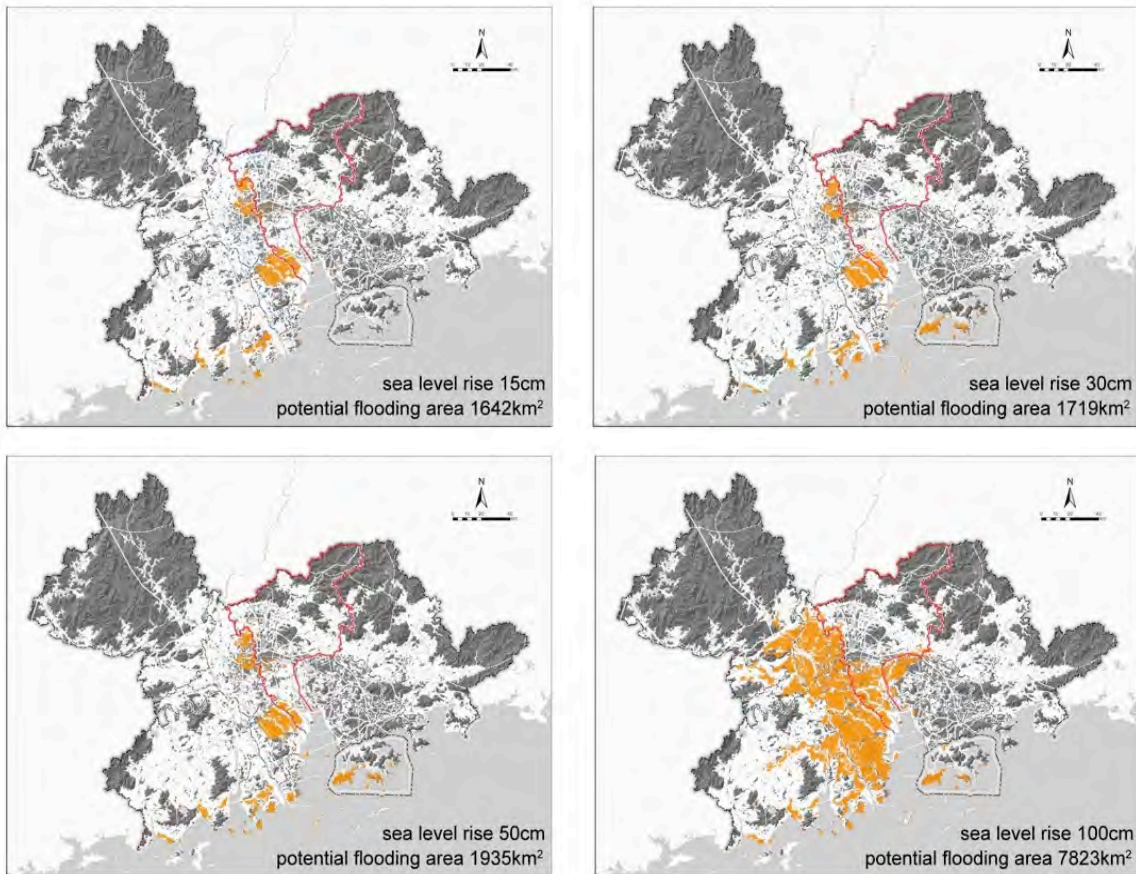 N
sea level rise 15cm
potential flooding area 1642km²
N
sea level rise 30cm
potential flooding area 1719km²
N
sea level rise 50cm
potential flooding area 1935km²
N
sea level rise 100cm
potential flooding area 7823km²